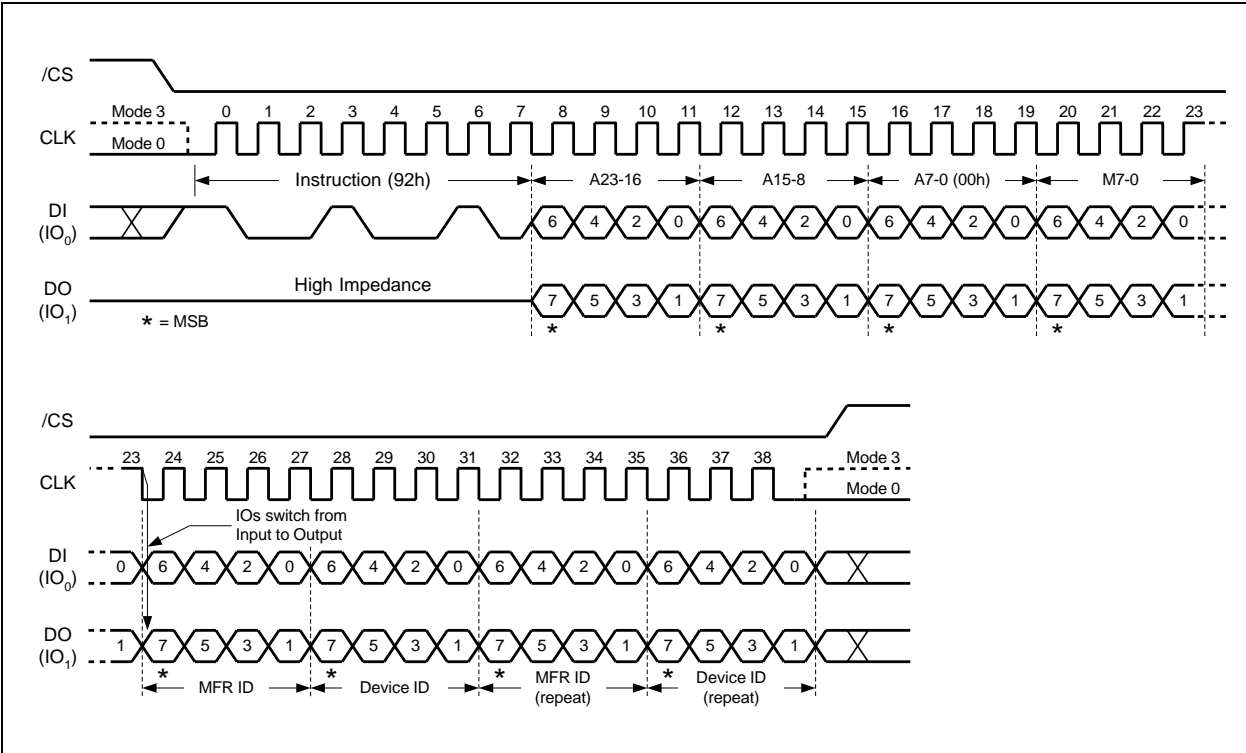 /CS
Mode 3 0 1 2 3 4 5 6 7 8 9 10 11 12 13 14 15 16 17 18 19 20 21 22 23
CLK Mode 0
Instruction (92h) A23-16 A15-8 A7-0 (00h) M7-0
DI
(IO0) 6 4 2 0 6 4 2 0 6 4 2 0 6 4 2 0
High Impedance
DO
(IO1) 7 5 3 1 7 5 3 1 7 5 3 1 7 5 3 1
* = MSB * * * *
/CS
23 24 25 26 27 28 29 30 31 32 33 34 35 36 37 38 Mode 3
CLK Mode 0
IOs switch from
Input to Output
DI
(IO0) 0 6 4 2 0 6 4 2 0 6 4 2 0 6 4 2 0
DO
(IO1) 1 7 5 3 1 7 5 3 1 7 5 3 1 7 5 3 1
* * * *
MFR ID Device ID MFR ID
(repeat) Device ID
(repeat)